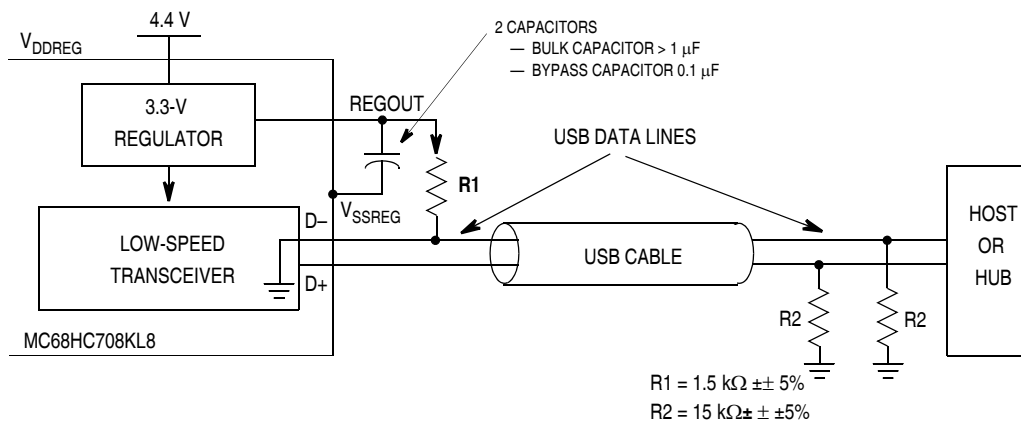 4.4 V
VDDREG
2 CAPACITORS
— BULK CAPACITOR > 1 μF
— BYPASS CAPACITOR 0.1 μF
3.3-V
REGULATOR
REGOUT
USB DATA LINES
R1
VSSREG
D–
LOW-SPEED
TRANSCEIVER
D+
USB CABLE
HOST
OR
HUB
R2
R2
MC68HC708KL8
R1 = 1.5 kΩ ±± 5%
R2 = 15 kΩ± ± ±5%